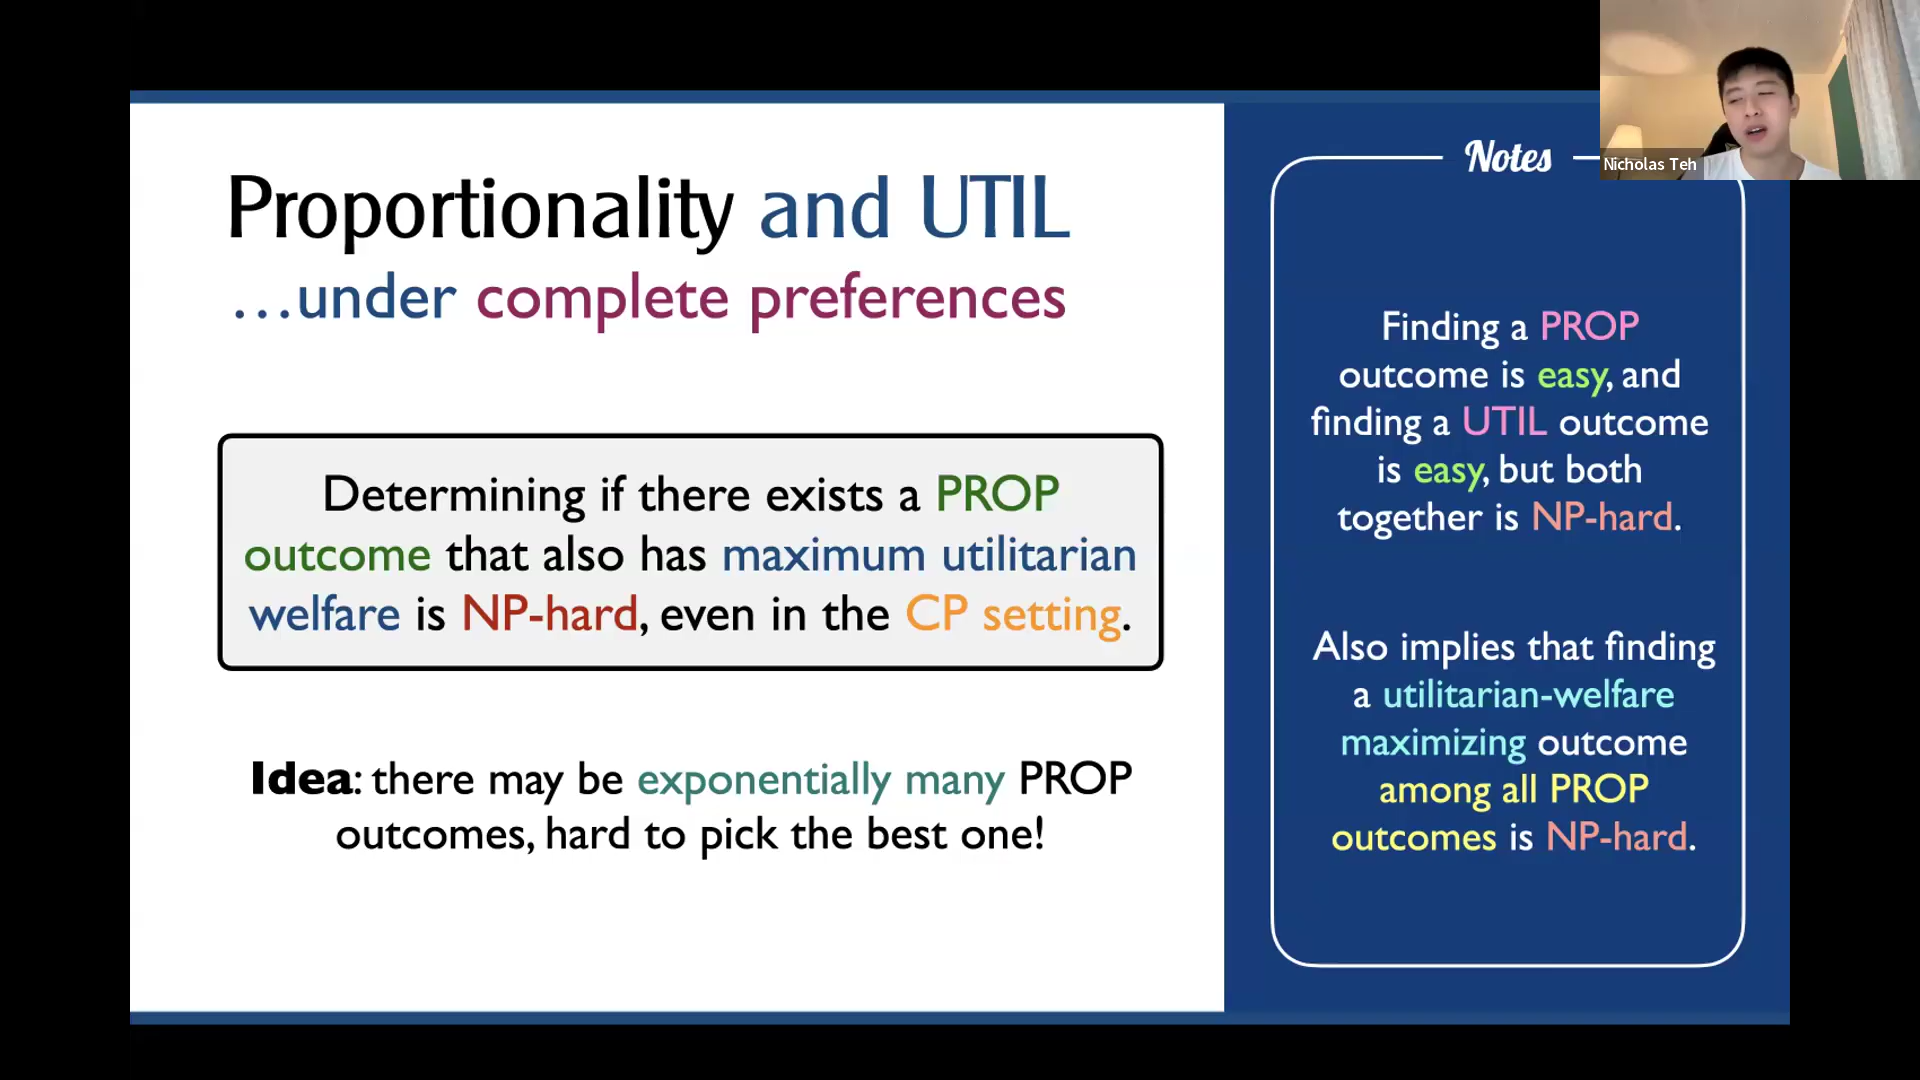 Proportionality and UTIL
…under complete preferences
Determining if there exists a PROP
outcome that also has maximum utilitarian
welfare is NP-hard, even in the CP setting.
Idea: there may be exponentially many PROP
outcomes, hard to pick the best one!
Notes
Finding a PROP
outcome is easy, and
finding a UTIL outcome
is easy, but both
together is NP-hard.
Also implies that finding
a utilitarian-welfare
maximizing outcome
among all PROP
outcomes is NP-hard.
Nicholas Teh